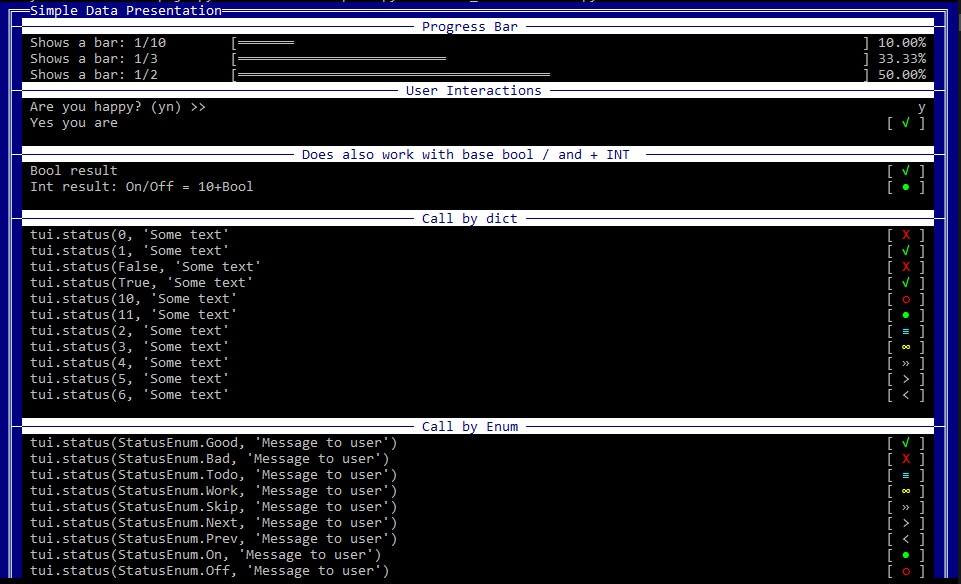 Simple Data Presentation
Progress Bar
Shows a bar: 1/10 [═══════ ] 10.00%
Shows a bar: 1/3 [══════════════════════════ ] 33.33%
Shows a bar: 1/2 [═══════════════════════════════════════ ] 50.00%
User Interactions
Are you happy? (yn) >> y
Yes you are [ √ ]
Does also work with base bool / and + INT
Bool result [ √ ]
Int result: On/Off = 10+Bool [ ● ]
Call by dict
tui.status(0, 'Some text' [ X ]
tui.status(1, 'Some text' [ √ ]
tui.status(False, 'Some text' [ X ]
tui.status(True, 'Some text' [ √ ]
tui.status(10, 'Some text' [ ○ ]
tui.status(11, 'Some text' [ ● ]
tui.status(2, 'Some text' [ ≡ ]
tui.status(3, 'Some text' [ ∞ ]
tui.status(4, 'Some text' [ » ]
tui.status(5, 'Some text' [ > ]
tui.status(6, 'Some text' [ < ]
Call by Enum
tui.status(StatusEnum.Good, 'Message to user') [ √ ]
tui.status(StatusEnum.Bad, 'Message to user') [ X ]
tui.status(StatusEnum.Todo, 'Message to user') [ ≡ ]
tui.status(StatusEnum.Work, 'Message to user') [ ∞ ]
tui.status(StatusEnum.Skip, 'Message to user') [ » ]
tui.status(StatusEnum.Next, 'Message to user') [ > ]
tui.status(StatusEnum.Prev, 'Message to user') [ < ]
tui.status(StatusEnum.On, 'Message to user') [ ● ]
tui.status(StatusEnum.Off, 'Message to user') [ ○ ]